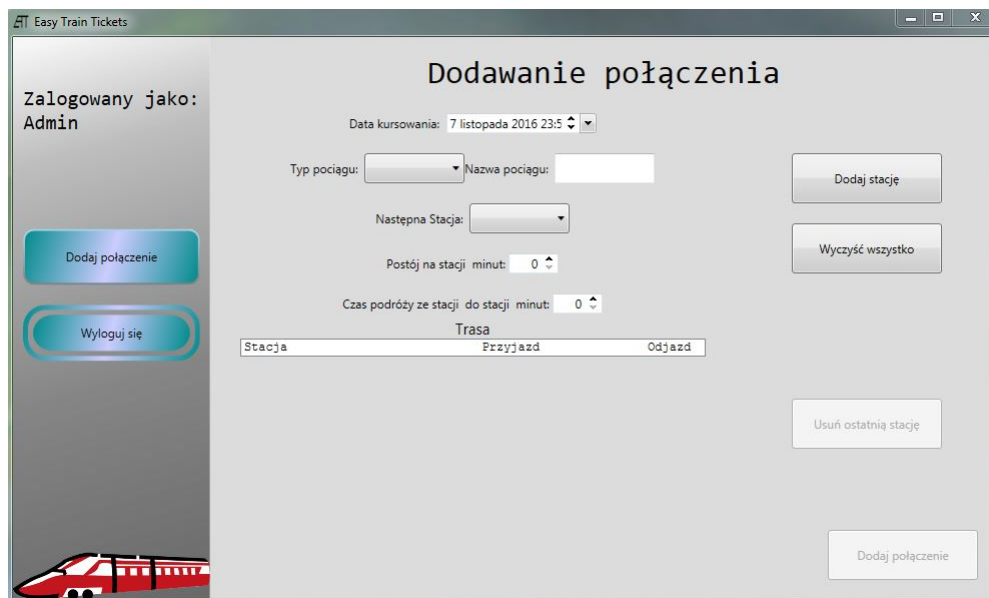 Easy Train Tickets
Zalogowany jako:
Admin
Dodaj połączenie
Wyloguj się
Dodawanie połączenia
Data kursowania: 7 listopada 2016 23:5
Typ pociągu: Nazwa pociągu:
Następna Stacja:
Postój na stacji minut: 0
Czas podróży ze stacji do stacji minut: 0
Trasa
Stacja Przyjazd Odjazd
Dodaj stację
Wyczyść wszystko
Usuń ostatnią stację
Dodaj połączenie